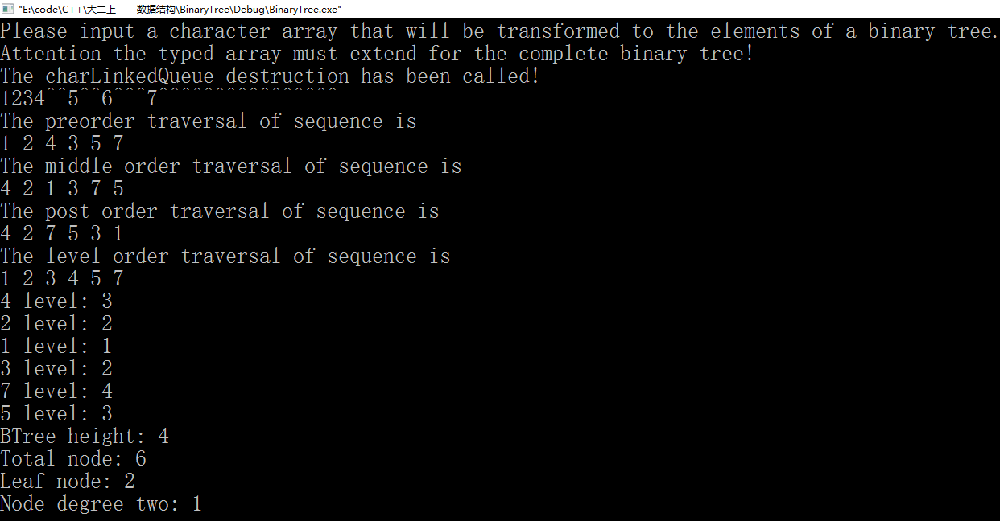 "E:\code\C++\大二上——数据结构\BinaryTree\Debug\BinaryTree.exe"
Please input a character array that will be transformed to the elements of a binary tree.
Attention the typed array must extend for the complete binary tree!
The charLinkedQueue destruction has been called!
1234^^5^^6^^^7^^^^^^^^^^^^^^^^
The preorder traversal of sequence is
1 2 4 3 5 7
The middle order traversal of sequence is
4 2 1 3 7 5
The post order traversal of sequence is
4 2 7 5 3 1
The level order traversal of sequence is
1 2 3 4 5 7
4 level: 3
2 level: 2
1 level: 1
3 level: 2
7 level: 4
5 level: 3
BTree height: 4
Total node: 6
Leaf node: 2
Node degree two: 1